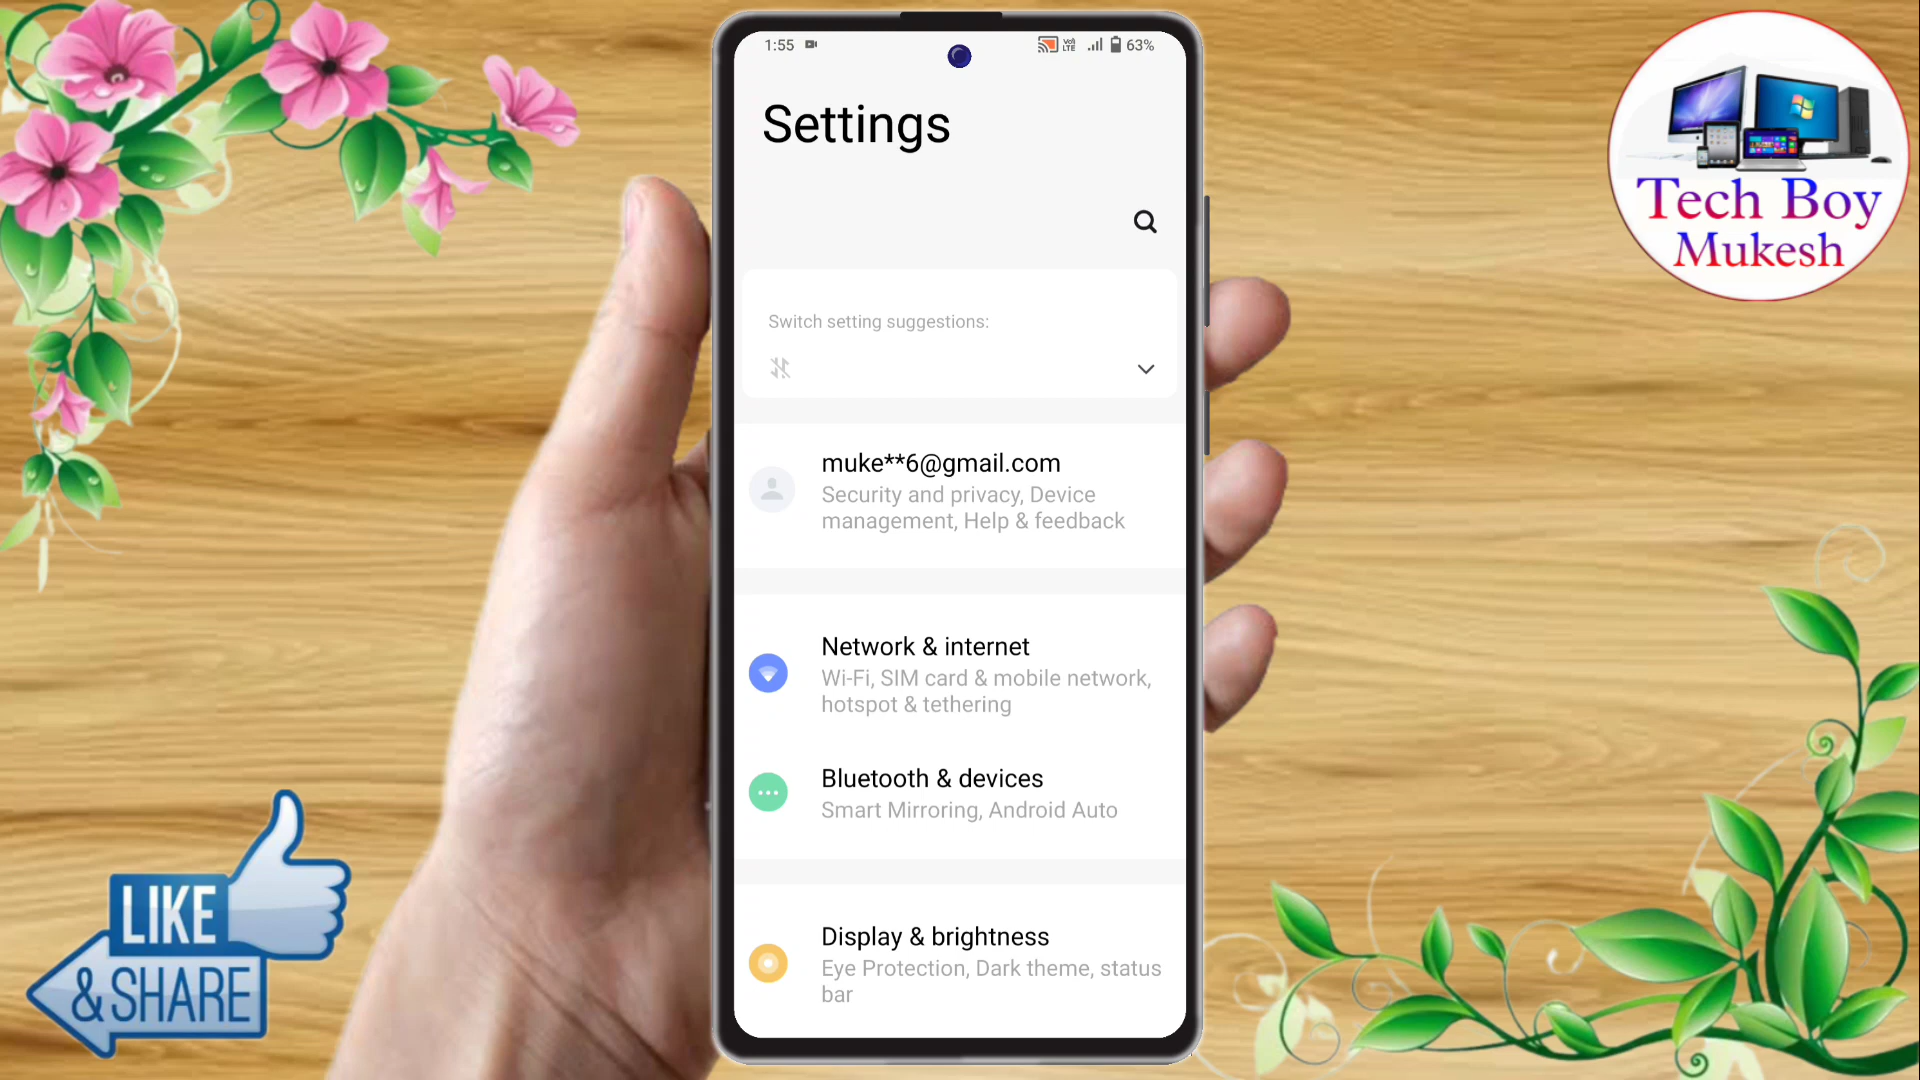 1:55
Vo)
LTE
63%
Settings
Switch setting suggestions:
muke**6@gmail.com
Security and privacy, Device
management, Help & feedback
Network & internet
Wi-Fi, SIM card & mobile network,
hotspot & tethering
Bluetooth & devices
Smart Mirroring, Android Auto
Display & brightness
Eye Protection, Dark theme, status
bar
Tech Boy
Mukesh
LIKE
& SHARE